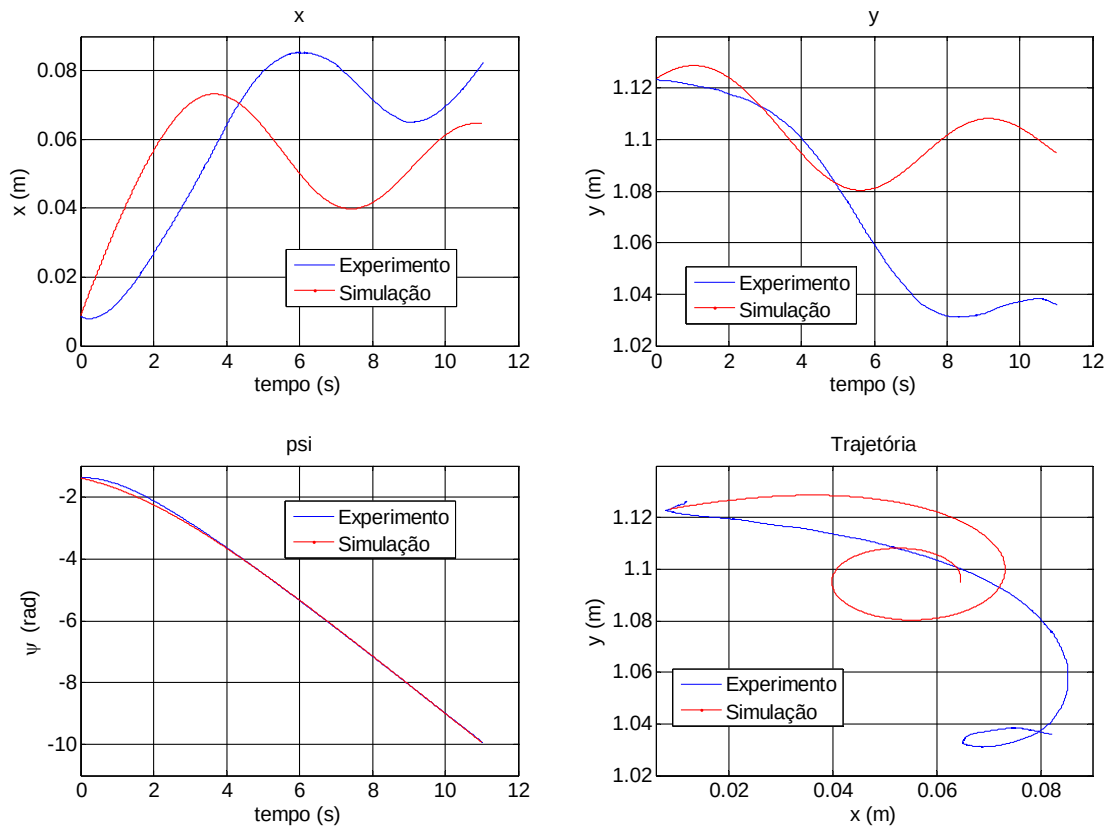 x
x (m)
0.08
0.06
0.04
0.02
0
Experimento
Simulação
0 2 4 6 8 10 12
tempo (s)
y
y (m)
1.12
1.1
1.08
1.06
1.04
1.02
Experimento
Simulação
0 2 4 6 8 10 12
tempo (s)
psi
ψ (rad)
-2
-4
-6
-8
-10
Experimento
Simulação
0 2 4 6 8 10 12
tempo (s)
Trajetória
y (m)
1.12
1.1
1.08
1.06
1.04
1.02
Experimento
Simulação
0.02 0.04 0.06 0.08
x (m)